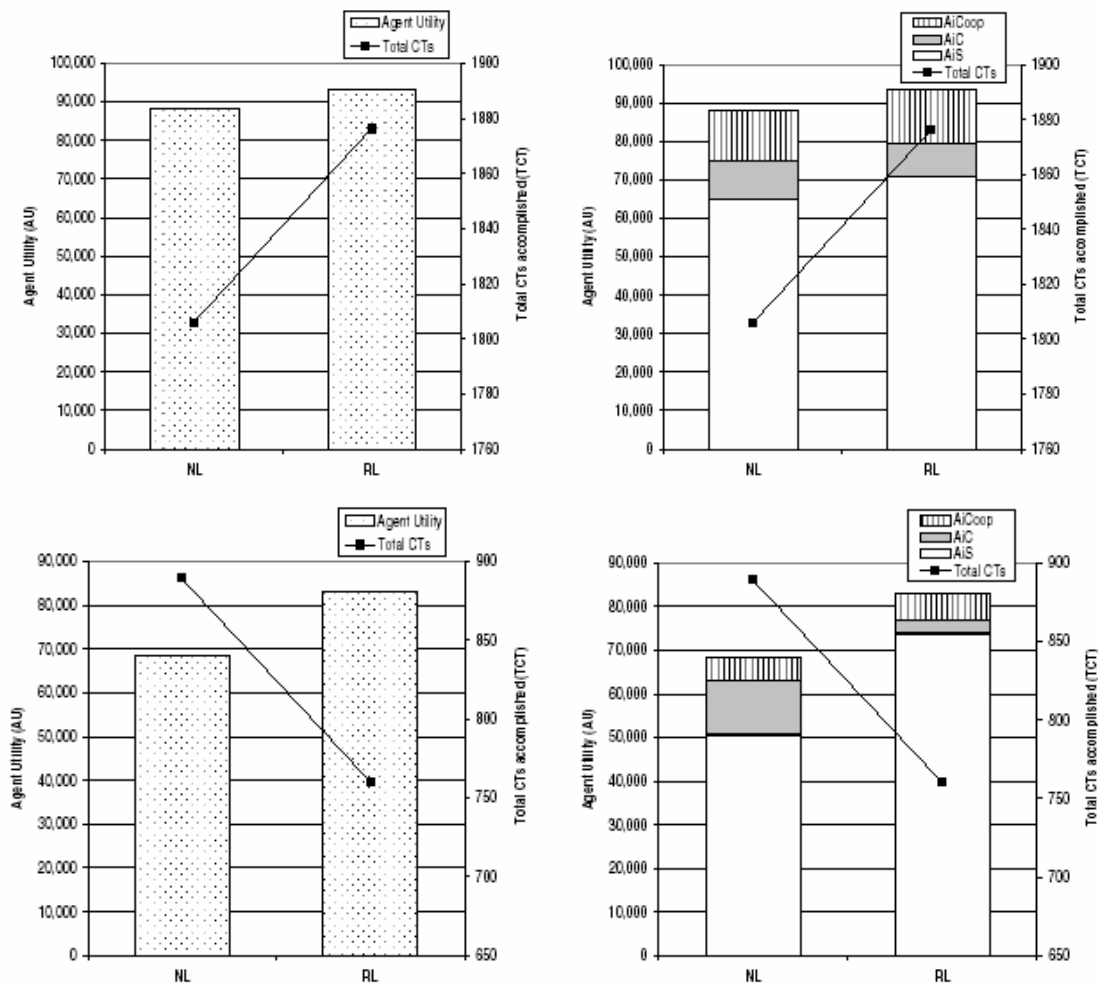 Agent Utility
Total CTs
100,000
90,000
80,000
70,000
60,000
50,000
40,000
30,000
20,000
10,000
0
Agent Utility (AU)
1900
1880
1860
1840
1820
1800
1780
1760
Total CTs accomplished (TCT)
NL
RL
AiCoop
AiC
AiS
Total CTs
100,000
90,000
80,000
70,000
60,000
50,000
40,000
30,000
20,000
10,000
0
Agent Utility (AU)
1900
1880
1860
1840
1820
1800
1780
1760
Total CTs accomplished (TCT)
NL
RL
Agent Utility
Total CTs
90,000
80,000
70,000
60,000
50,000
40,000
30,000
20,000
10,000
0
Agent Utility (AU)
900
850
800
750
700
650
Total CTs accomplished (TCT)
NL
RL
AiCoop
AiC
AiS
Total CTs
90,000
80,000
70,000
60,000
50,000
40,000
30,000
20,000
10,000
0
Agent Utility (AU)
900
850
800
750
700
650
Total CTs accomplished (TCT)
NL
RL